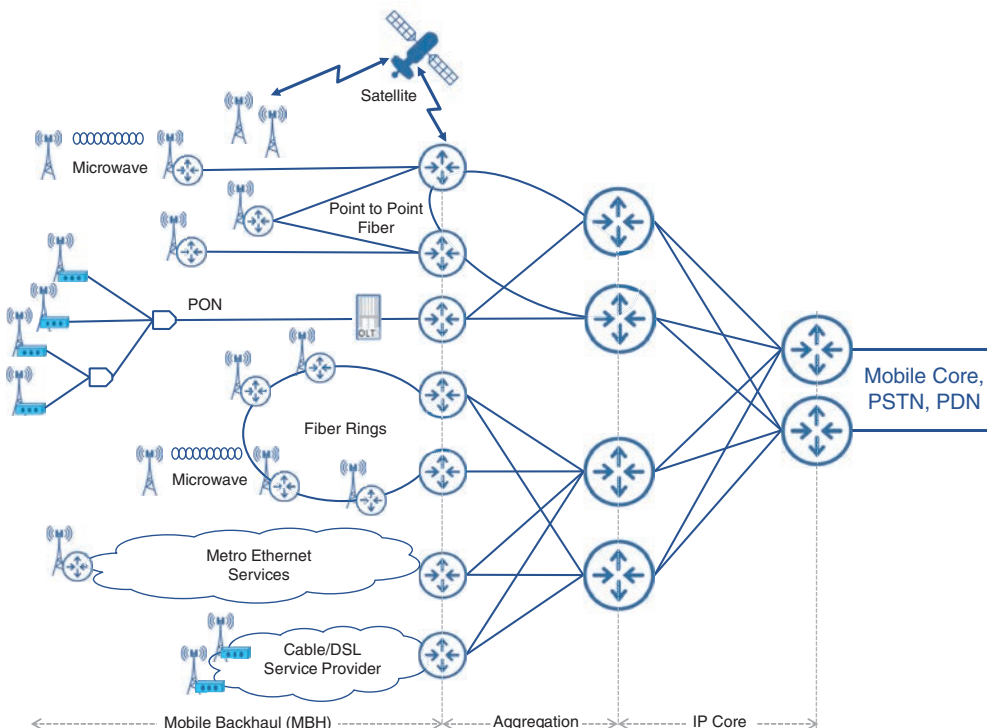 Satellite
Microwave
Point to Point
Fiber
PON
OLT
Mobile Core,
PSTN, PDN
Fiber Rings
Microwave
Metro Ethernet
Services
Cable/DSL
Service Provider
Mobile Backhaul (MBH)
Aggregation
IP Core